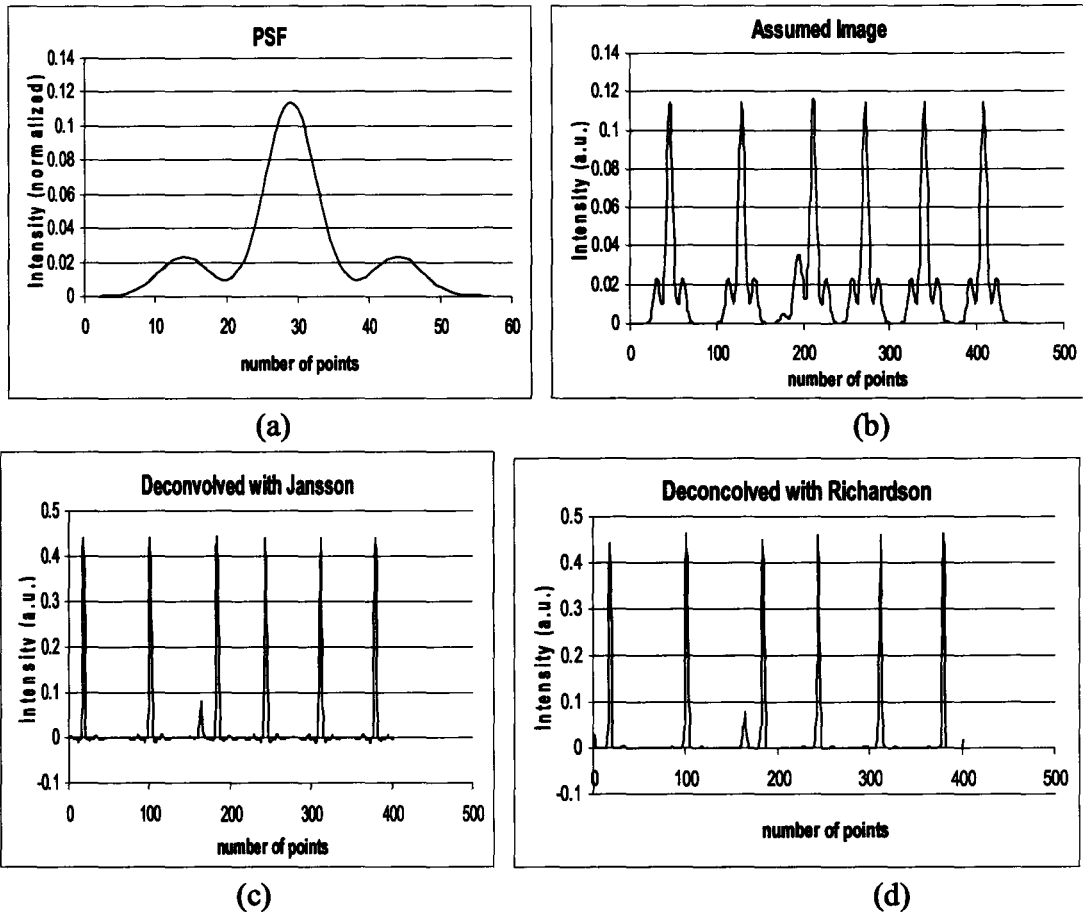 PSF
Intensity (normalized)
0.14
0.12
0.1
0.08
0.06
0.04
0.02
0
0 10 20 30 40 50 60
number of points
(a)
Assumed Image
Intensity (a.u.)
0.14
0.12
0.1
0.08
0.06
0.04
0.02
0
0 100 200 300 400 500
number of points
(b)
Deconvolved with Jansson
Intensity (a.u.)
0.5
0.4
0.3
0.2
0.1
0
-0.1
0 100 200 300 400 500
number of points
(c)
Deconcolved with Richardson
Intensity (a.u.)
0.5
0.4
0.3
0.2
0.1
0
-0.1
0 100 200 300 400 500
number of points
(d)